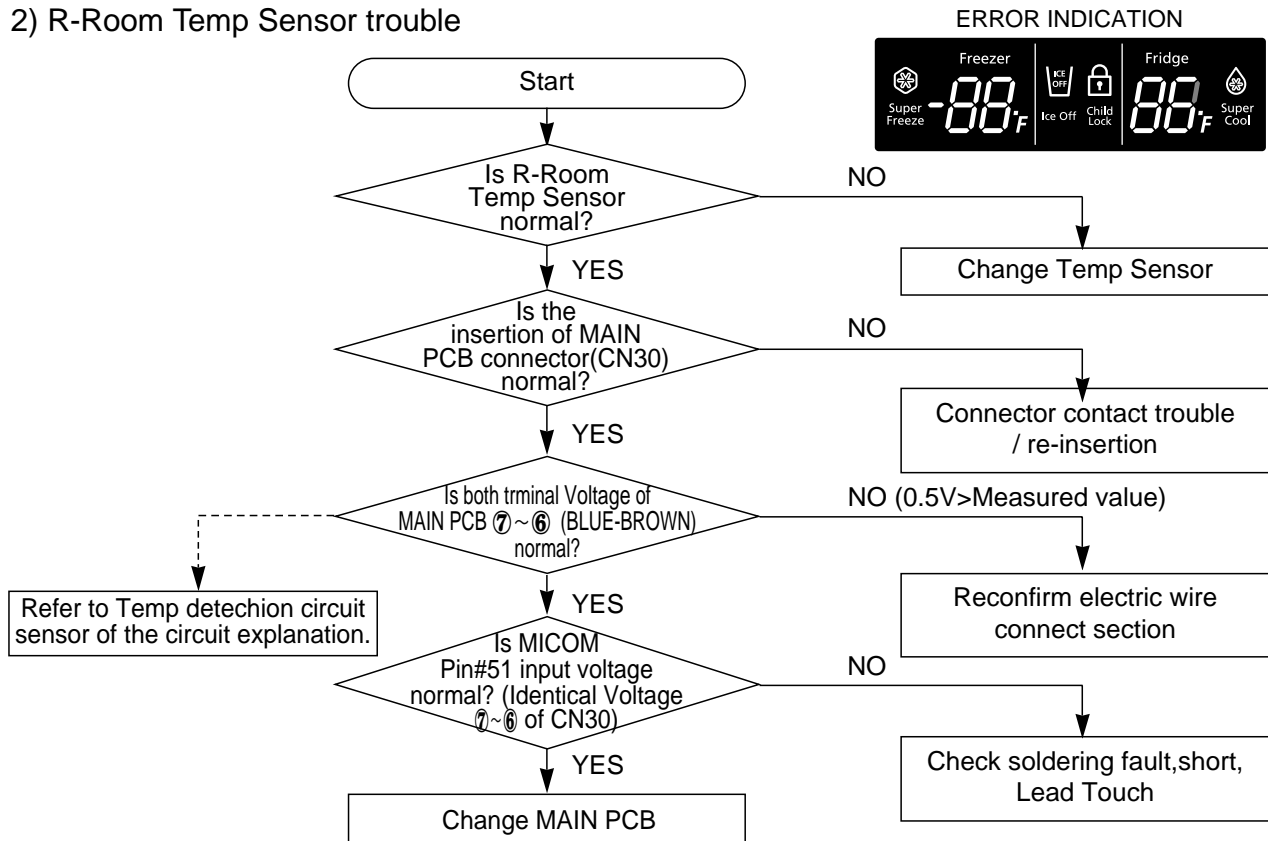 2) R-Room Temp Sensor trouble
ERROR INDICATION
Freezer
Fridge
ICE
OFF
Super
Freeze
-88°F
Ice Off
Child
Lock
88°F
Super
Cool
Start
Is R-Room
Temp Sensor
normal?
NO
Change Temp Sensor
YES
Is the
insertion of MAIN
PCB connector(CN30)
normal?
NO
Connector contact trouble
/ re-insertion
YES
Is both trminal Voltage of
MAIN PCB ⑦~⑥ (BLUE-BROWN)
normal?
NO (0.5V>Measured value)
Reconfirm electric wire
connect section
Refer to Temp detechion circuit
sensor of the circuit explanation.
YES
Is MICOM
Pin#51 input voltage
normal? (Identical Voltage
⑦~⑥ of CN30)
NO
Check soldering fault,short,
Lead Touch
YES
Change MAIN PCB